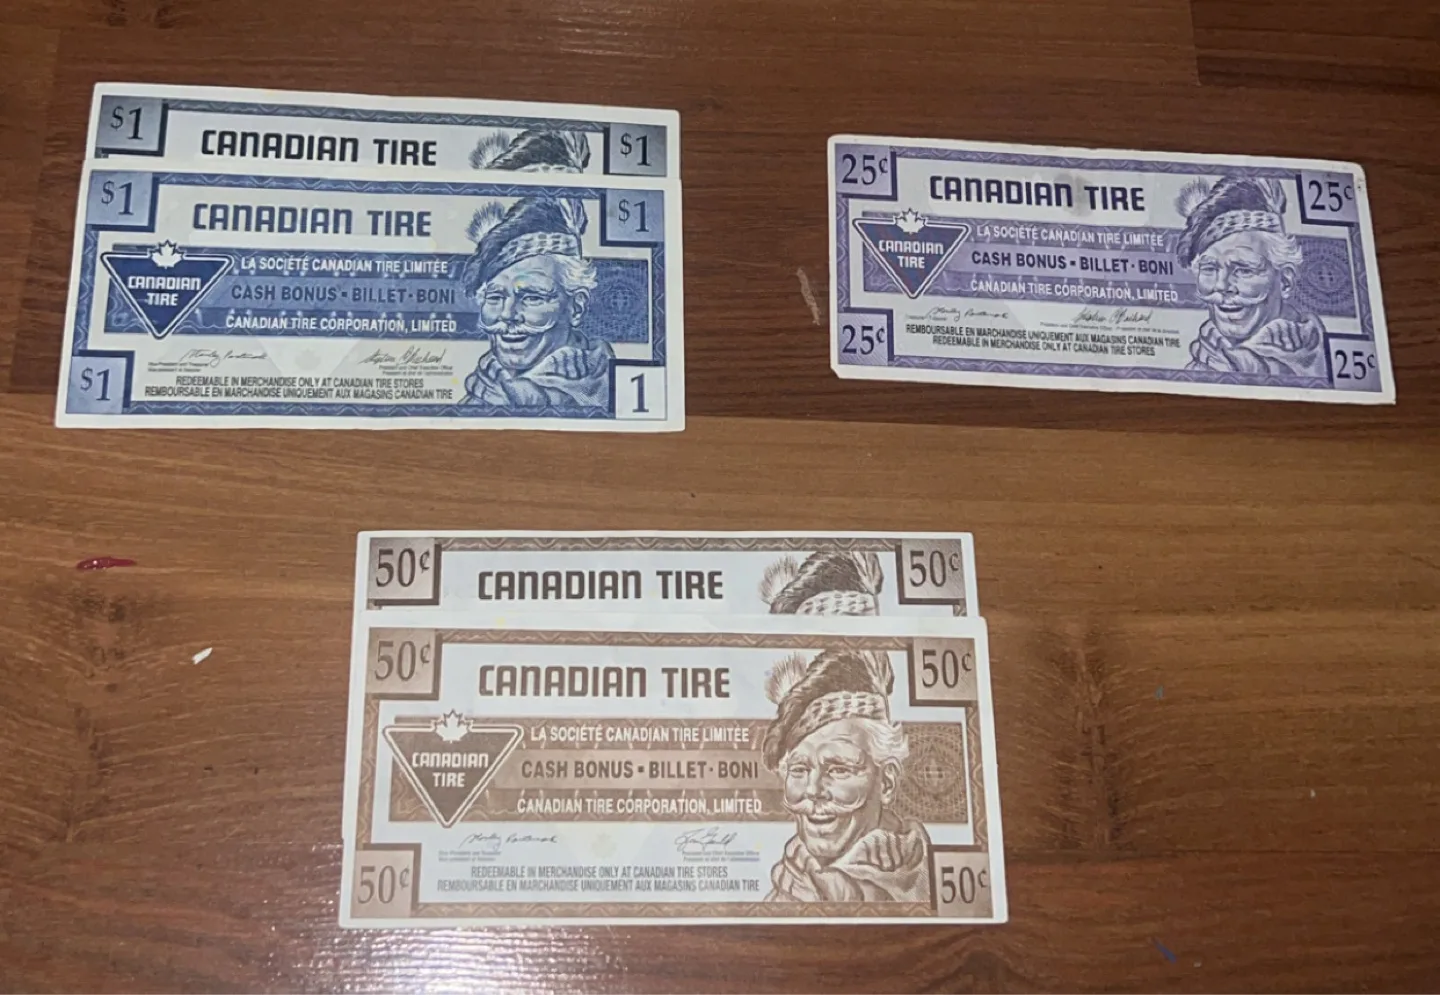 $1 CANADIAN TIRE $1
$1 CANADIAN TIRE $1
CANADIAN
TIRE
LA SOCIÉTÉ CANADIAN TIRE LIMITÉE
CASH BONUS ▪ BILLET · BONI
CANADIAN TIRE CORPORATION, LIMITED
REDEEMABLE IN MERCHANDISE ONLY AT CANADIAN TIRE STORES
REMBOURSABLE EN MARCHANDISE UNIQUEMENT AUX MAGASINS CANADIAN TIRE
$1 1
25¢ CANADIAN TIRE 25¢
CANADIAN
TIRE
LA SOCIÉTÉ CANADIAN TIRE LIMITÉE
CASH BONUS ▪ BILLET · BONI
CANADIAN TIRE CORPORATION, LIMITED
REMBOURSABLE EN MARCHANDISE UNIQUEMENT AUX MAGASINS CANADIAN TIRE
REDEEMABLE IN MERCHANDISE ONLY AT CANADIAN TIRE STORES
25¢ 25¢
50¢ CANADIAN TIRE 50¢
50¢ CANADIAN TIRE 50¢
CANADIAN
TIRE
LA SOCIÉTÉ CANADIAN TIRE LIMITÉE
CASH BONUS ▪ BILLET · BONI
CANADIAN TIRE CORPORATION, LIMITED
REDEEMABLE IN MERCHANDISE ONLY AT CANADIAN TIRE STORES
REMBOURSABLE EN MARCHANDISE UNIQUEMENT AUX MAGASINS CANADIAN TIRE
50¢ 50¢